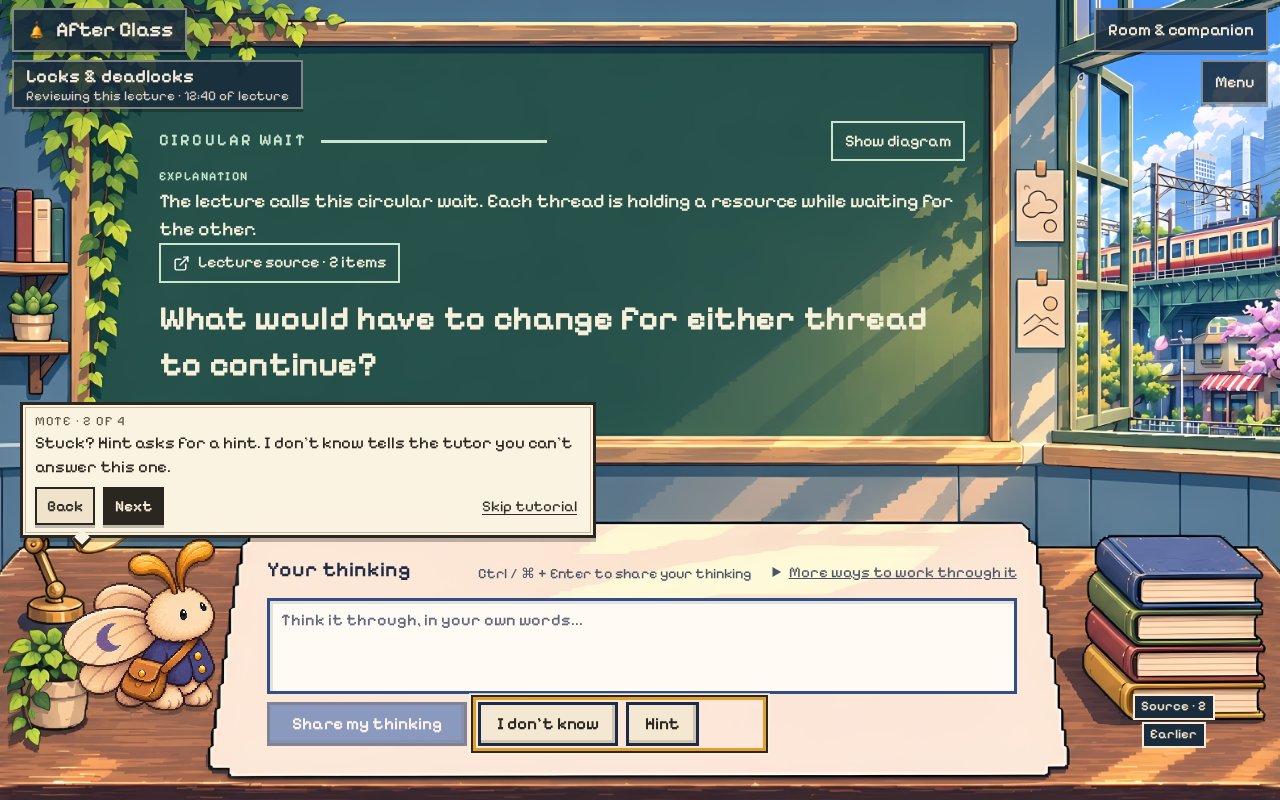 After Class
Room & companion
Locks & deadlocks
Reviewing this lecture · 12:40 of lecture
Menu
CIRCULAR WAIT
Show diagram
EXPLANATION
The lecture calls this circular wait. Each thread is holding a resource while waiting for
the other.
Lecture source · 2 items
What would have to change for either thread
to continue?
MOTE · 2 OF 4
Stuck? Hint asks for a hint. I don't know tells the tutor you can't
answer this one.
Back
Next
Skip tutorial
Your thinking
Ctrl / ⌘ + Enter to share your thinking
More ways to work through it
Think it through, in your own words...
Share my thinking
I don't know
Hint
Source · 2
Earlier